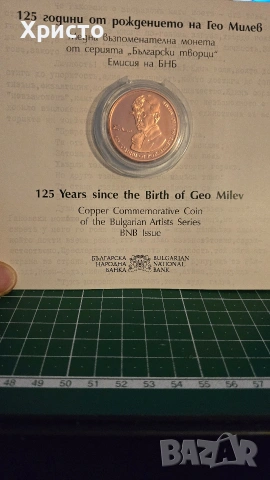 Христо
125 години от рождението на Гео Милев
Медна възпоменателна монета
от серията „Български творци“
Емисия на БНБ
125 Years since the Birth of Geo Milev
Copper Commemorative Coin
of the Bulgarian Artists Series
BNB Issue
БЪЛГАРСКА НАРОДНА БАНКА
BULGARIAN NATIONAL BANK
48 49 50 51 52 53 54 55 56 57
BAZAR